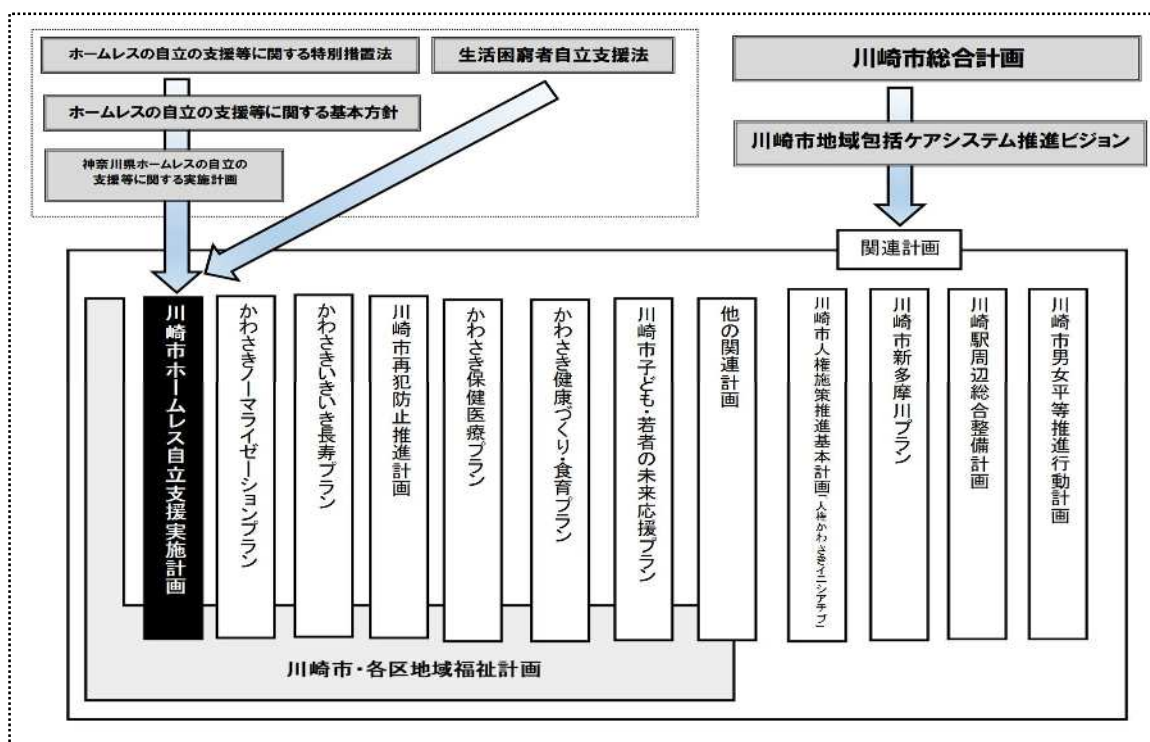 ホームレスの自立の支援等に関する特別措置法
生活困窮者自立支援法
川崎市総合計画
ホームレスの自立の支援等に関する基本方針
川崎市地域包括ケアシステム推進ビジョン
神奈川県ホームレスの自立の
支援等に関する実施計画
関連計画
川崎市ホームレス自立支援実施計画
かわさきノーマライゼーションプラン
かわさきいきいき長寿プラン
川崎市再犯防止推進計画
かわさき保健医療プラン
かわさき健康づくり・食育プラン
川崎市子ども・若者の未来応援プラン
他の関連計画
川崎市人権施策推進基本計画「人権かわさきイニシアチブ」
川崎市新多摩川プラン
川崎駅周辺総合整備計画
川崎市男女平等推進行動計画
川崎市・各区地域福祉計画